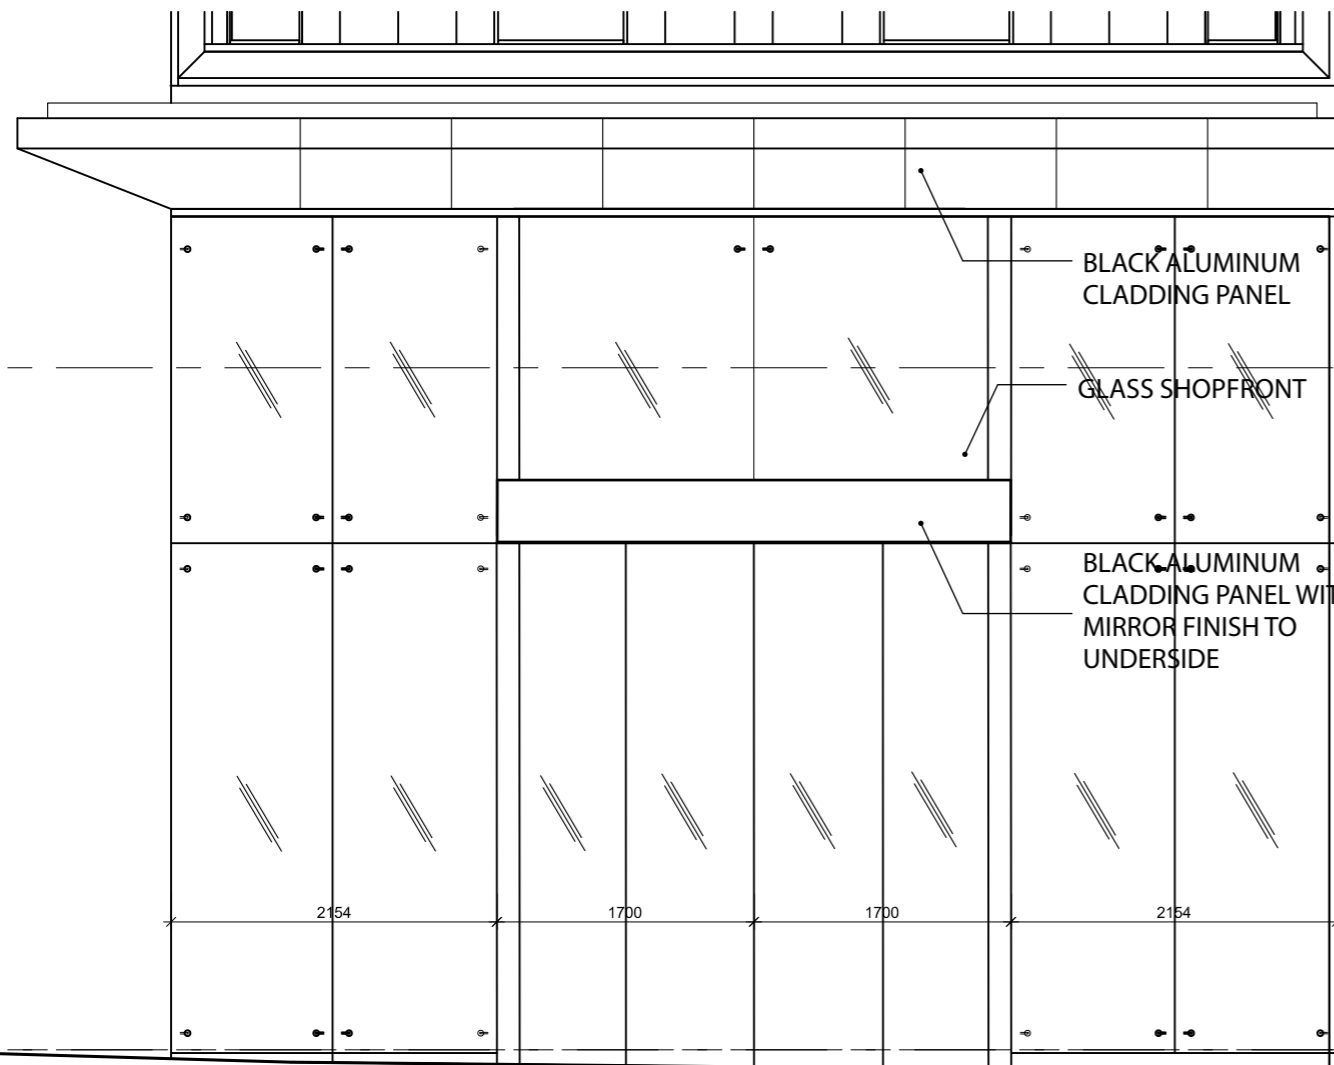 BLACK ALUMINUM
CLADDING PANEL
GLASS SHOPFRONT
BLACK ALUMINUM
CLADDING PANEL WIT
MIRROR FINISH TO
UNDERSIDE
2154
1700
1700
2154